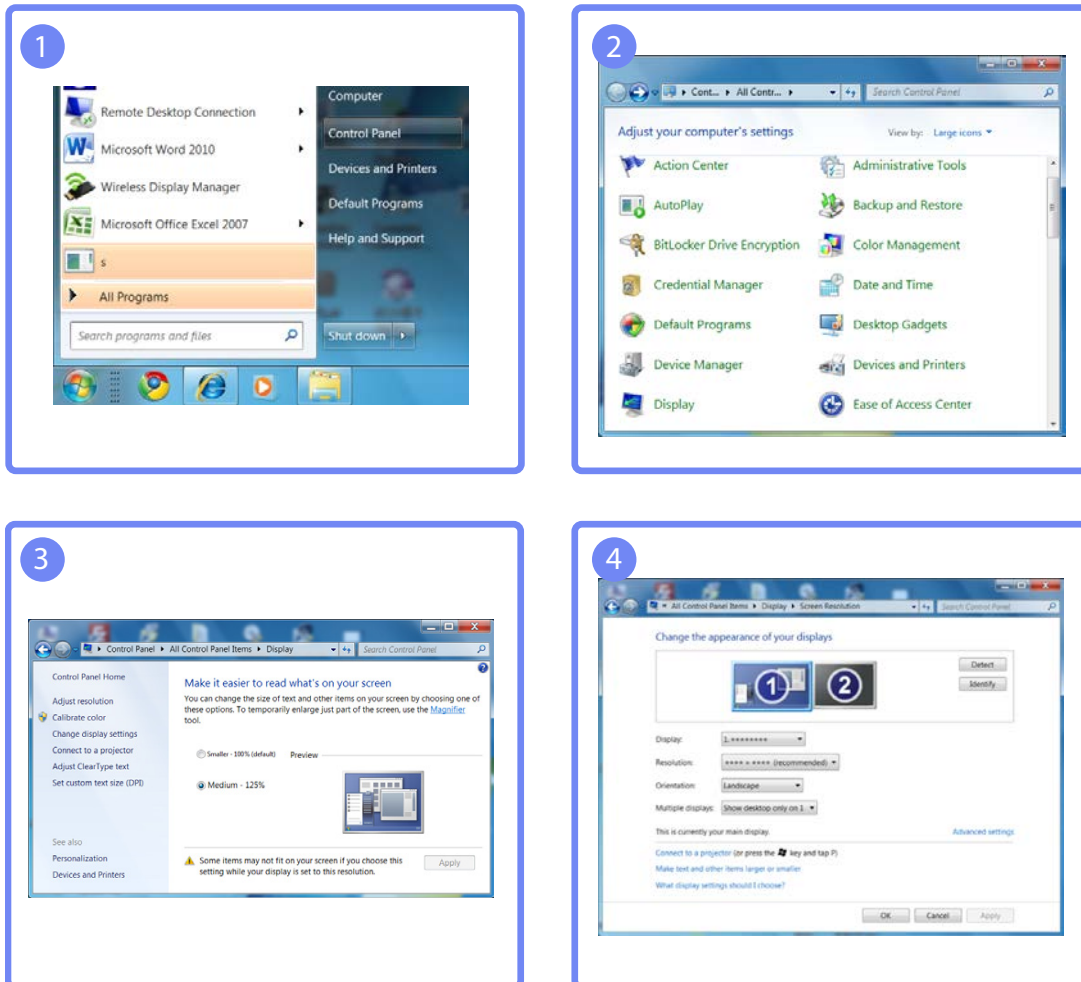 1
Remote Desktop Connection
Microsoft Word 2010
Wireless Display Manager
Microsoft Office Excel 2007
s
All Programs
Search programs and files
Computer
Control Panel
Devices and Printers
Default Programs
Help and Support
Shut down
2
Cont... All Contr...
Search Control Panel
Adjust your computer's settings
View by: Large icons
Action Center
Administrative Tools
AutoPlay
Backup and Restore
BitLocker Drive Encryption
Color Management
Credential Manager
Date and Time
Default Programs
Desktop Gadgets
Device Manager
Devices and Printers
Display
Ease of Access Center
3
Control Panel All Control Panel Items Display
Search Control Panel
Control Panel Home
Adjust resolution
Calibrate color
Change display settings
Connect to a projector
Adjust ClearType text
Set custom text size (DPI)
See also
Personalization
Devices and Printers
Make it easier to read what's on your screen
You can change the size of text and other items on your screen by choosing one of
these options. To temporarily enlarge just part of the screen, use the Magnifier
tool.
Smaller - 100% (default) Preview
Medium - 125%
Some items may not fit on your screen if you choose this
setting while your display is set to this resolution.
Apply
4
All Control Panel Items Display Screen Resolution
Search Control Panel
Change the appearance of your displays
1 2
Detect
Identify
Display: 1.********
Resolution: **** × **** (recommended)
Orientation: Landscape
Multiple displays: Show desktop only on 1
This is currently your main display.
Advanced settings
Connect to a projector (or press the key and tap P)
Make text and other items larger or smaller
What display settings should I choose?
OK Cancel Apply